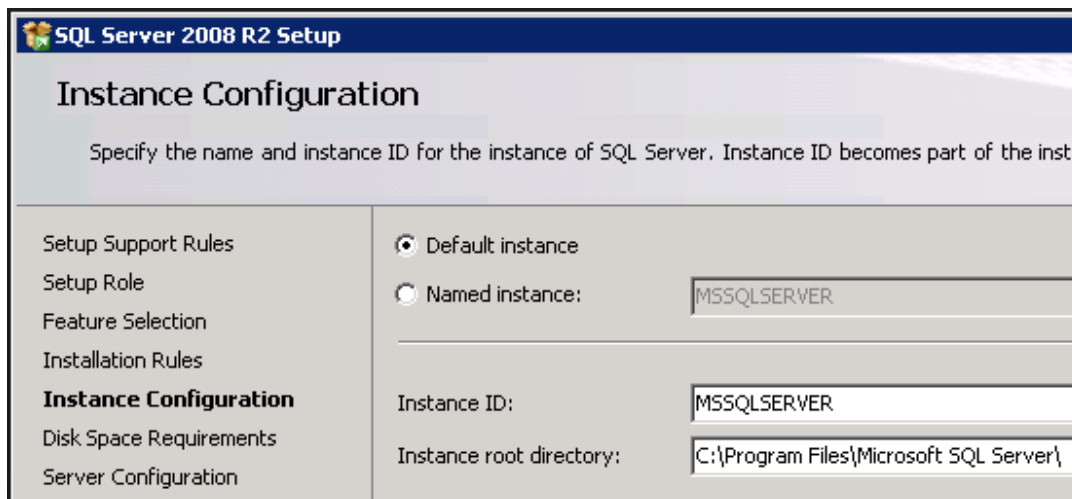 SQL Server 2008 R2 Setup
Instance Configuration
Specify the name and instance ID for the instance of SQL Server. Instance ID becomes part of the inst
Setup Support Rules
Setup Role
Feature Selection
Installation Rules
Instance Configuration
Disk Space Requirements
Server Configuration
Default instance
Named instance: MSSQLSERVER
Instance ID: MSSQLSERVER
Instance root directory: C:\Program Files\Microsoft SQL Server\